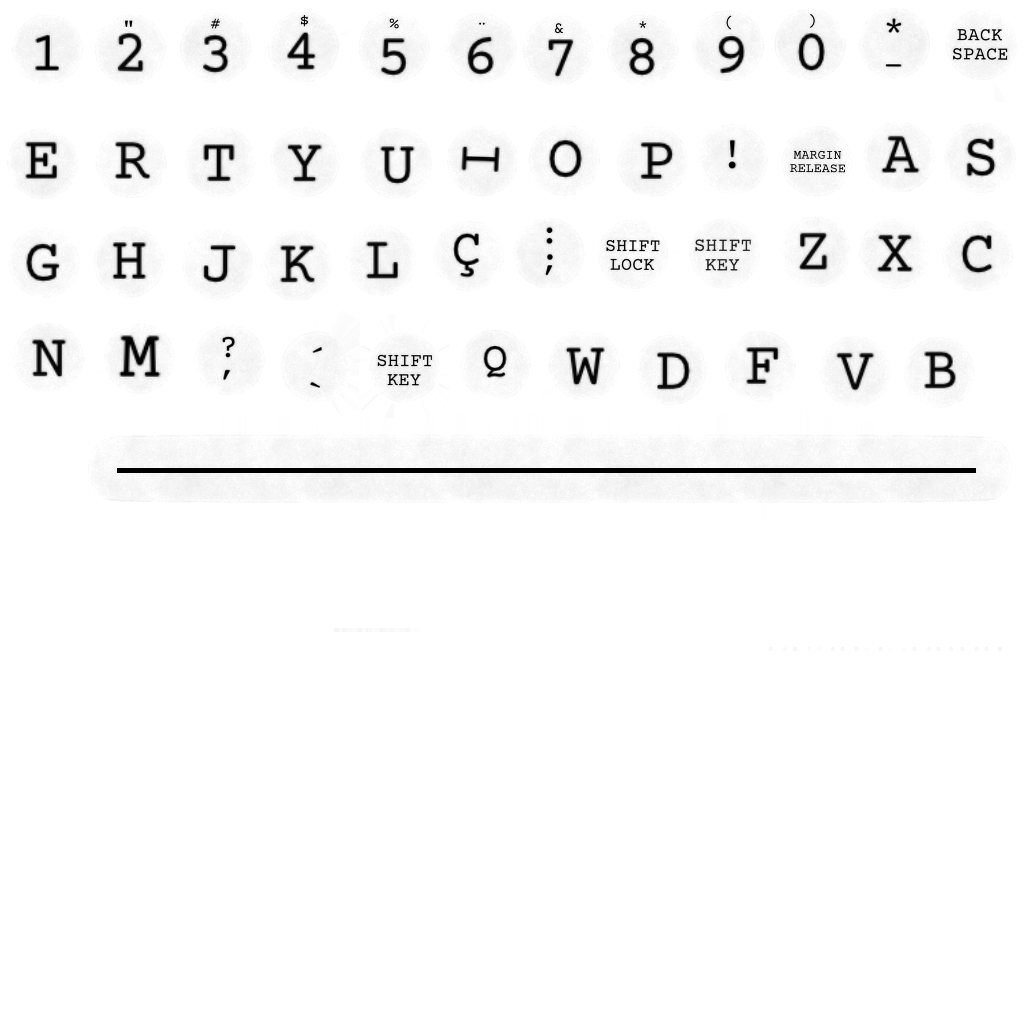 " # $ % ¨ & * ( ) *
1 2 3 4 5 6 7 8 9 0 _ BACK SPACE
E R T Y U I O P ! MARGIN RELEASE A S
G H J K L Ç : ; SHIFT LOCK SHIFT KEY Z X C
N M ? , ´ ` SHIFT KEY Q W D F V B